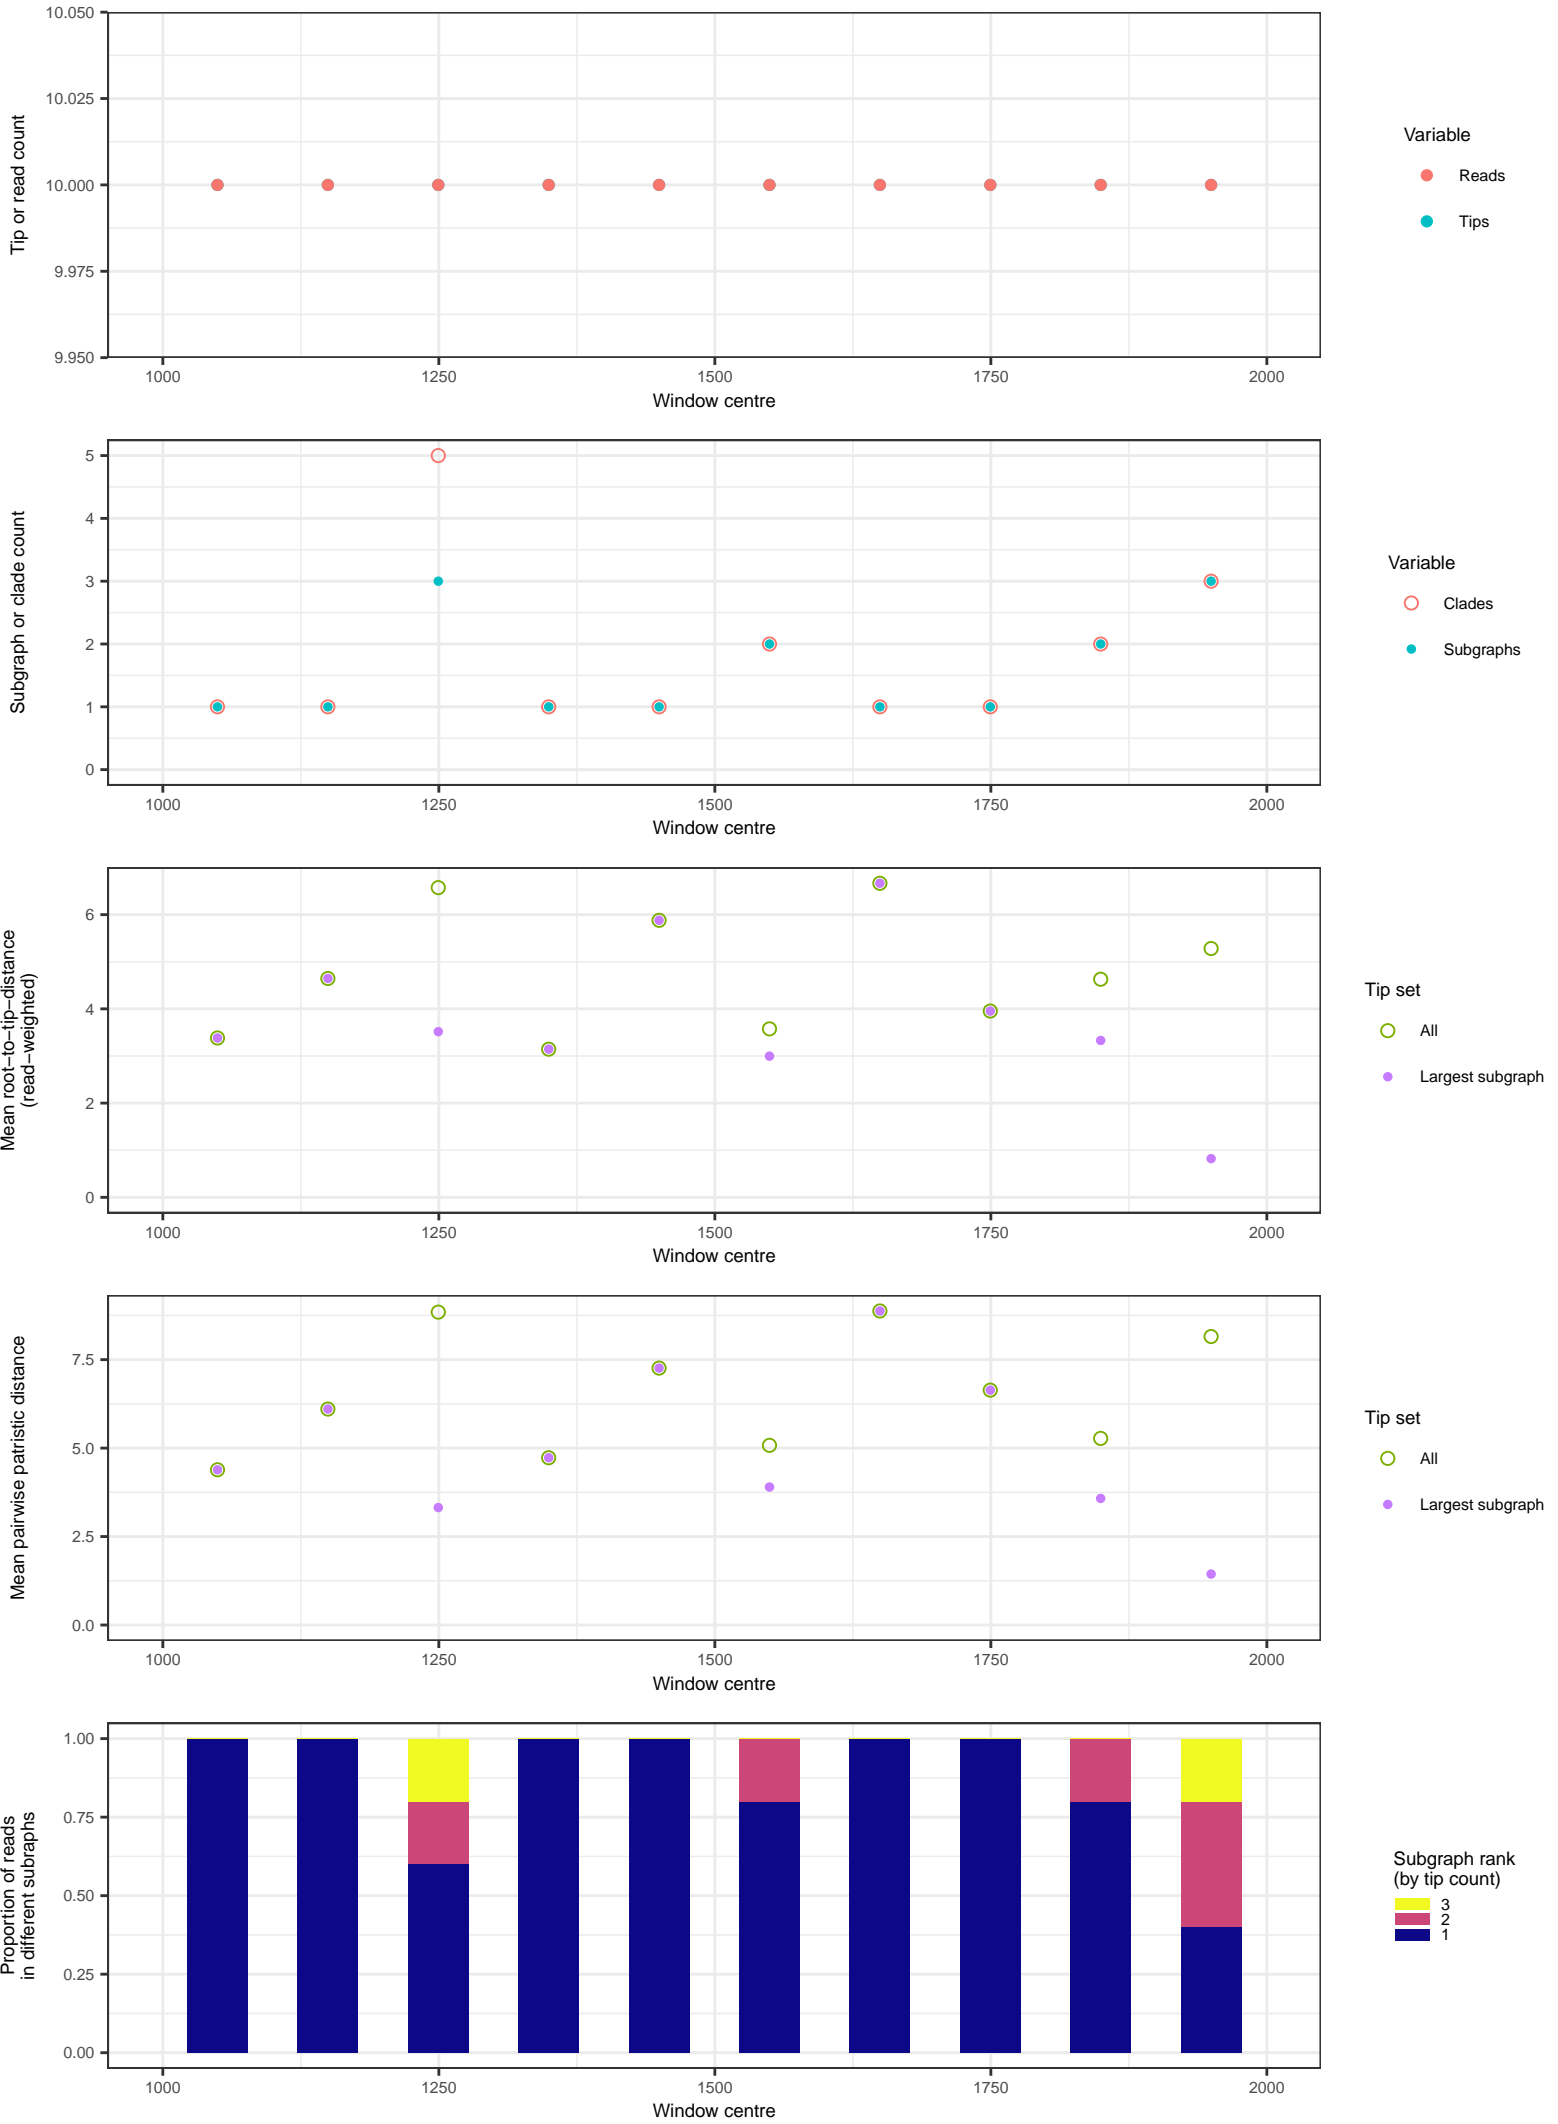 10.050
10.025
10.000
9.975
9.950
Tip or read count
1000 1250 1500 1750 2000
Window centre
Variable
Reads
Tips
5
4
3
2
1
0
Subgraph or clade count
1000 1250 1500 1750 2000
Window centre
Variable
Clades
Subgraphs
6
4
2
0
Mean root−to−tip−distance
(read−weighted)
1000 1250 1500 1750 2000
Window centre
Tip set
All
Largest subgraph
7.5
5.0
2.5
0.0
Mean pairwise patristic distance
1000 1250 1500 1750 2000
Window centre
Tip set
All
Largest subgraph
1.00
0.75
0.50
0.25
0.00
Proportion of reads
in different subraphs
1000 1250 1500 1750 2000
Window centre
Subgraph rank
(by tip count)
3
2
1